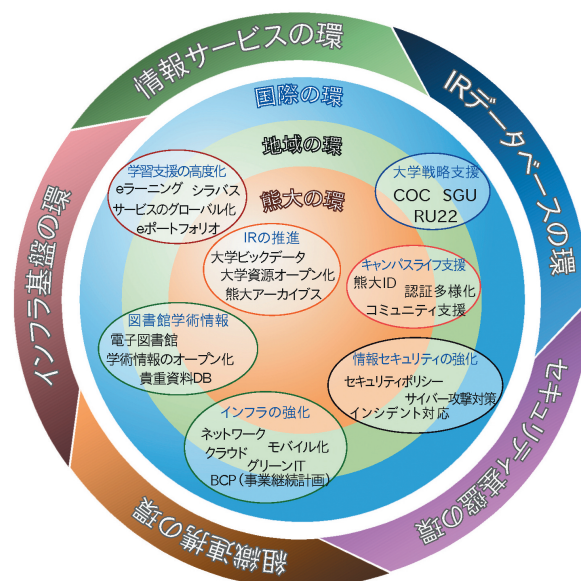 情報サービスの環
IRデータベースの環
セキュリティ基盤の環
組織連携の環
インフラ基盤の環
国際の環
地域の環
熊大の環
学習支援の高度化
eラーニング シラバス
サービスのグローバル化
eポートフォリオ
大学戦略支援
COC SGU
RU22
IRの推進
大学ビックデータ
大学資源オープン化
熊大アーカイブス
キャンパスライフ支援
熊大ID
認証多様化
コミュニティ支援
図書館学術情報
電子図書館
学術情報のオープン化
貴重資料DB
情報セキュリティの強化
セキュリティポリシー
サイバー攻撃対策
インシデント対応
インフラの強化
ネットワーク
モバイル化
クラウド
グリーンIT
BCP（事業継続計画）